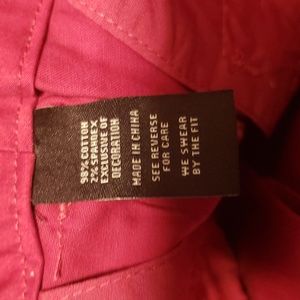 98% COTTON
2% SPANDEX
EXCLUSIVE OF
DECORATION
MADE IN CHINA
SEE REVERSE
FOR CARE
WE SWEAR
BY THE FIT